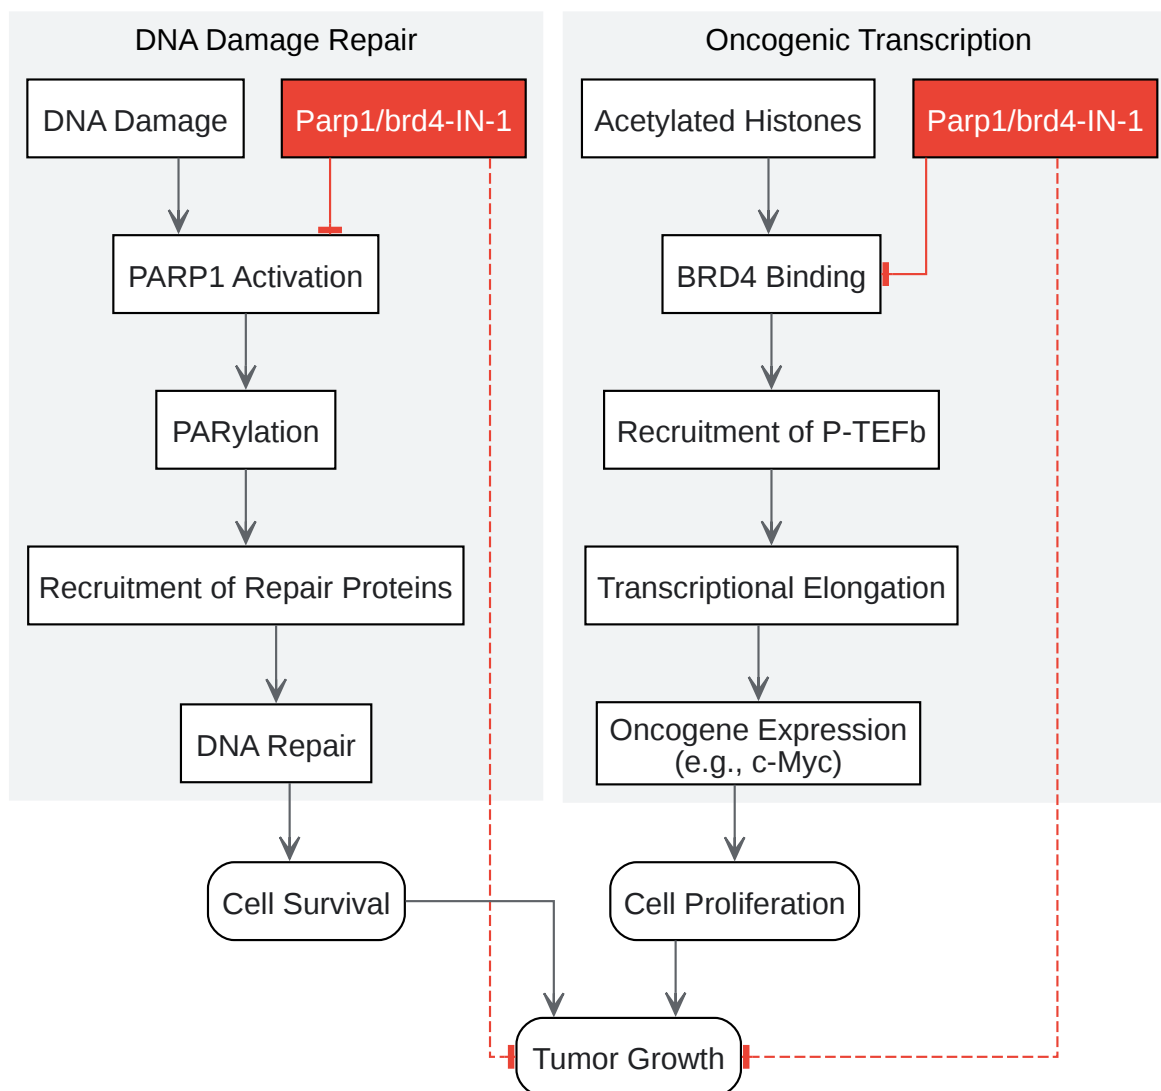 DNA Damage Repair
DNA Damage
Parp1/brd4-IN-1
PARP1 Activation
PARylation
Recruitment of Repair Proteins
DNA Repair
Cell Survival
Oncogenic Transcription
Acetylated Histones
Parp1/brd4-IN-1
BRD4 Binding
Recruitment of P-TEFb
Transcriptional Elongation
Oncogene Expression
(e.g., c-Myc)
Cell Proliferation
Tumor Growth